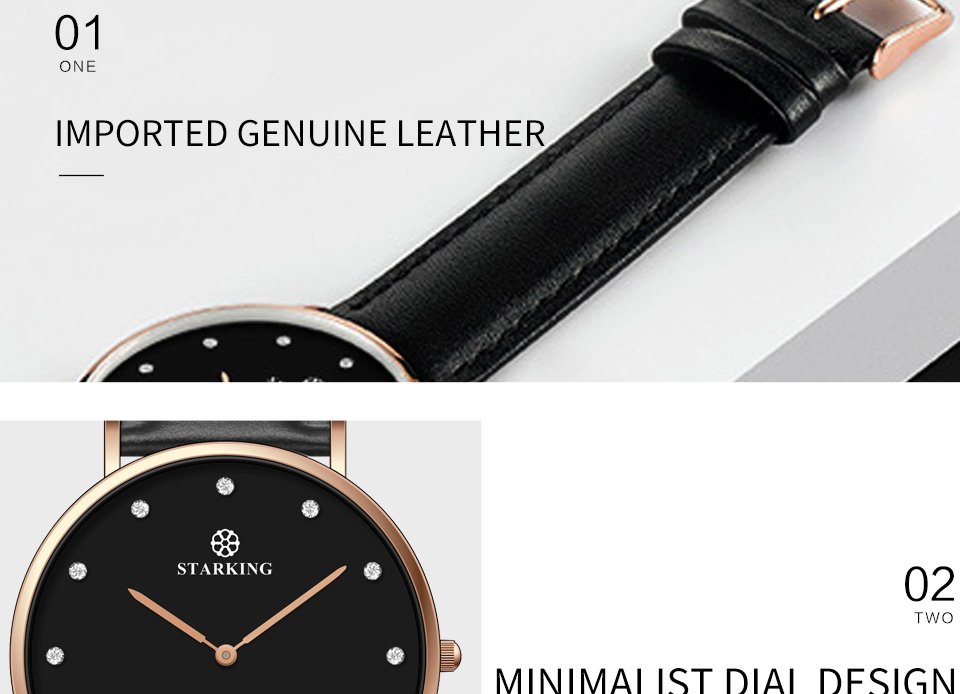 01
ONE
IMPORTED GENUINE LEATHER
STARKING
02
TWO
MINIMALIST DIAL DESIGN